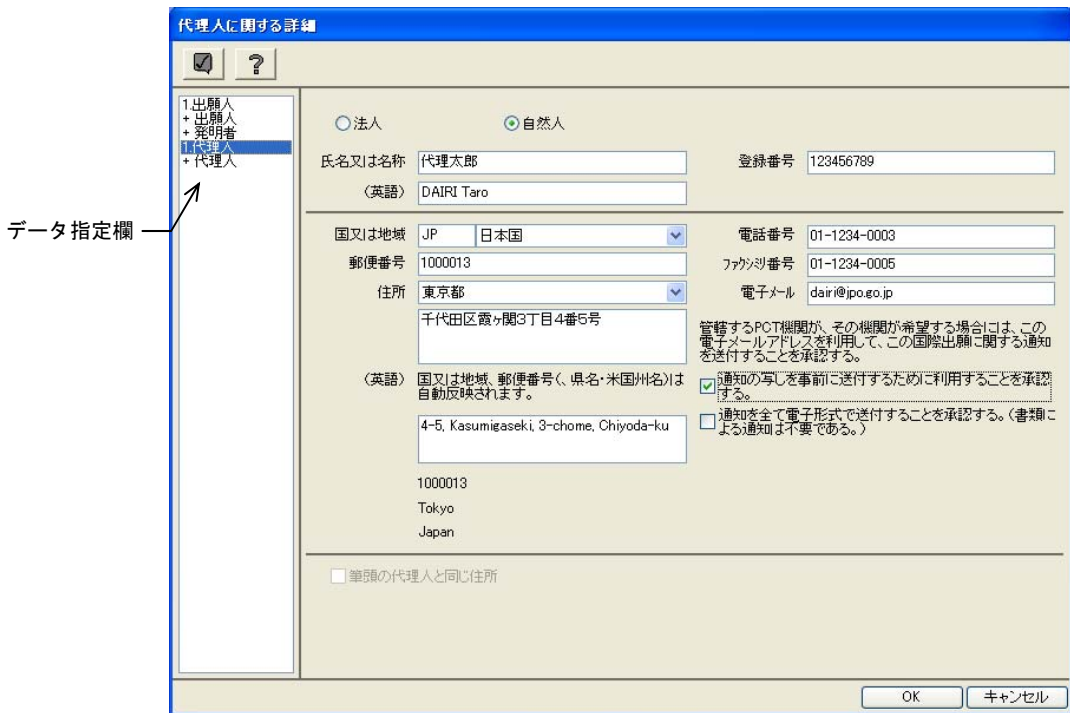 代理人に関する詳細
?
1.出願人
+ 出願人
+ 発明者
1.代理人
+ 代理人
データ指定欄
法人
自然人
氏名又は名称
代理太郎
登録番号
123456789
(英語)
DAIRI Taro
国又は地域
JP
日本国
電話番号
01-1234-0003
郵便番号
1000013
ファクシミリ番号
01-1234-0005
住所
東京都
電子メール
dairi@jpo.go.jp
千代田区霞ヶ関3丁目4番5号
管轄するPCT機関が、その機関が希望する場合には、この
電子メールアドレスを利用して、この国際出願に関する通知
を送付することを承認する。
(英語)
国又は地域、郵便番号(、県名・米国州名)は
自動反映されます。
通知の写しを事前に送付するために利用することを承認
する。
4-5, Kasumigaseki, 3-chome, Chiyoda-ku
通知を全て電子形式で送付することを承認する。(書類に
よる通知は不要である。)
1000013
Tokyo
Japan
筆頭の代理人と同じ住所
OK
キャンセル